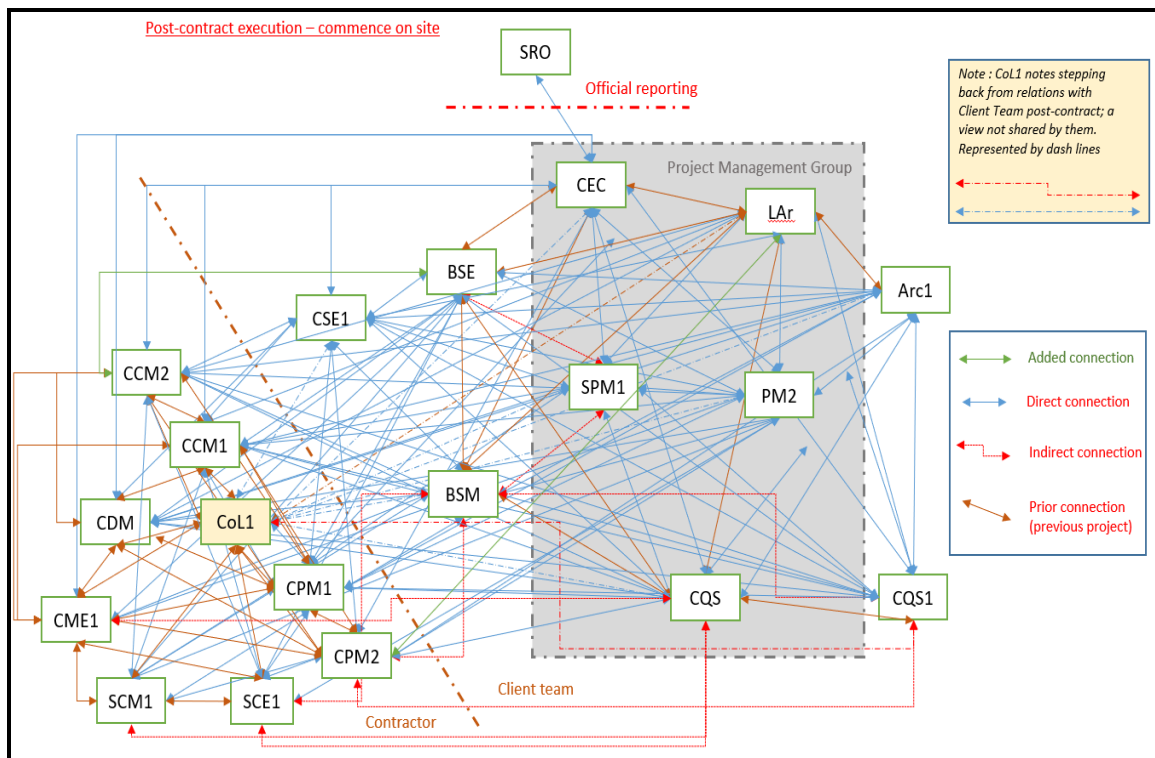 Post-contract execution – commence on site
SRO
Official reporting
Note : CoL1 notes stepping
back from relations with
Client Team post-contract; a
view not shared by them.
Represented by dash lines
Project Management Group
CEC
LAr
BSE
Arc1
CSE1
CCM2
SPM1
PM2
Added connection
Direct connection
CCM1
Indirect connection
BSM
CDM
CoL1
Prior connection
(previous project)
CPM1
CQS
CQS1
CME1
CPM2
Client team
SCM1
SCE1
Contractor